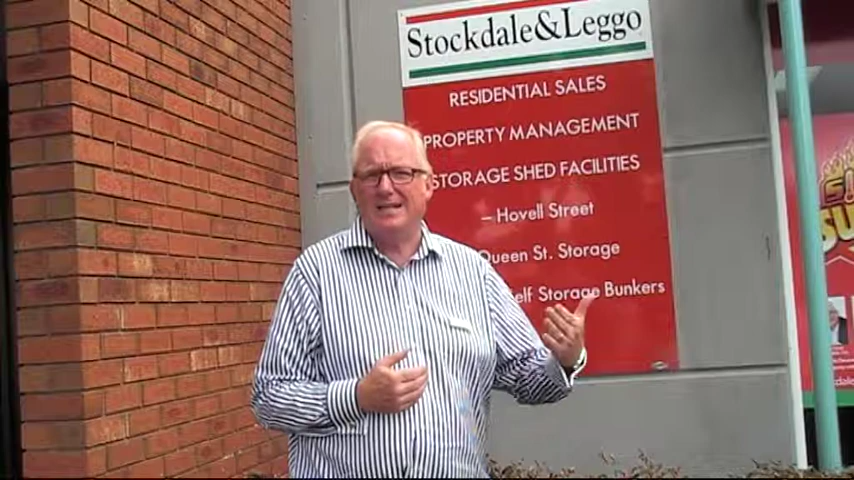 Stockdale&Leggo
RESIDENTIAL SALES
PROPERTY MANAGEMENT
STORAGE SHED FACILITIES
– Hovell Street
Queen St. Storage
Self Storage Bunkers